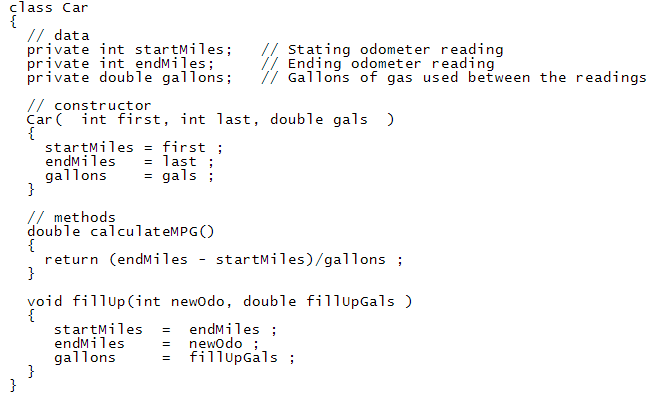 class Car
{
  // data
  private int startMiles;   // Stating odometer reading
  private int endMiles;     // Ending odometer reading
  private double gallons;   // Gallons of gas used between the readings

  // constructor
  Car(  int first, int last, double gals  )
  {
    startMiles = first ;
    endMiles   = last ;
    gallons    = gals ;
  }

  // methods
  double calculateMPG()
  {
    return (endMiles - startMiles)/gallons ;
  }

  void fillUp(int newOdo, double fillUpGals )
  {
     startMiles  =  endMiles ;
     endMiles    =  newOdo ;
     gallons     =  fillUpGals ;
  }
}